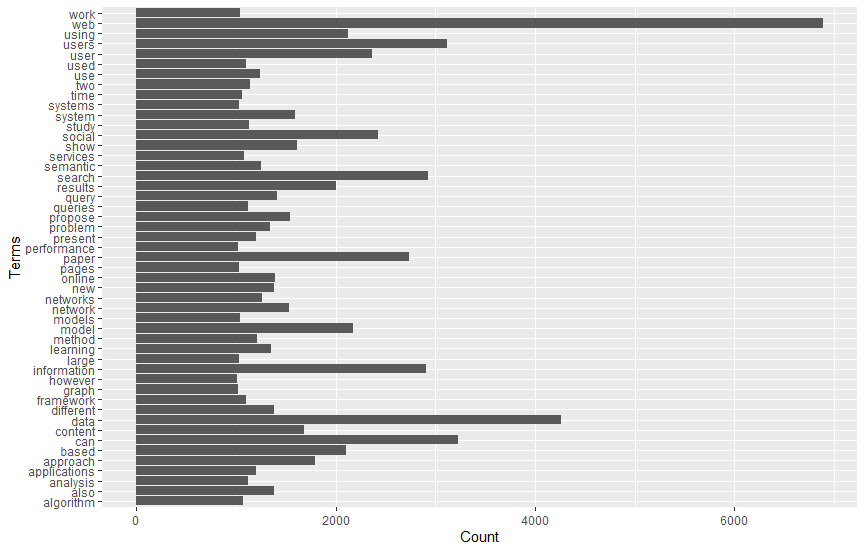 work
web
using
users
user
used
use
two
time
systems
system
study
social
show
services
semantic
search
results
query
queries
propose
problem
present
performance
paper
pages
online
new
networks
network
models
model
method
learning
large
information
however
graph
framework
different
data
content
can
based
approach
applications
analysis
also
algorithm
Terms
0 2000 4000 6000
Count